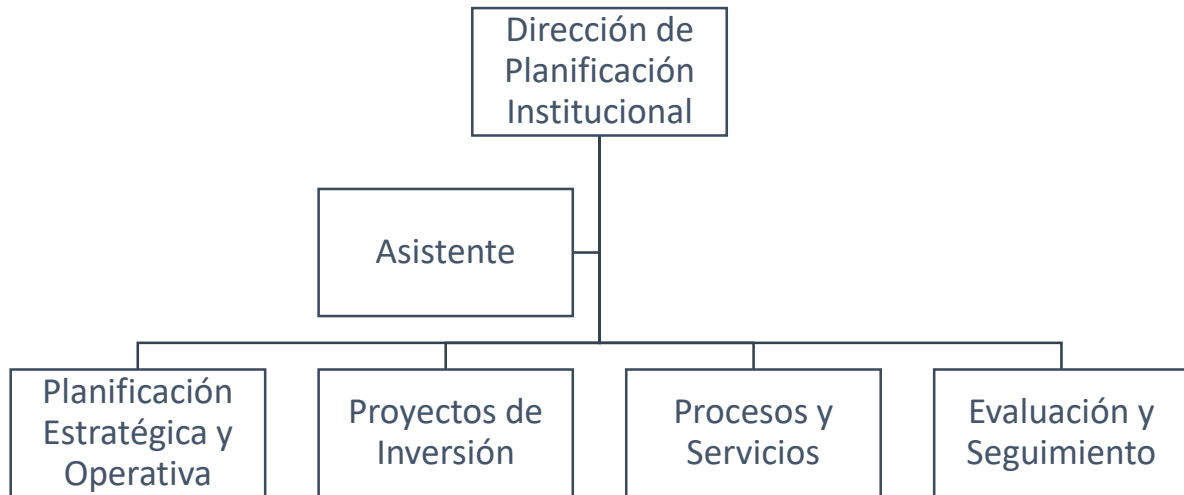 Dirección de
Planificación
Institucional
Asistente
Planificación
Estratégica y
Operativa
Proyectos de
Inversión
Procesos y
Servicios
Evaluación y
Seguimiento